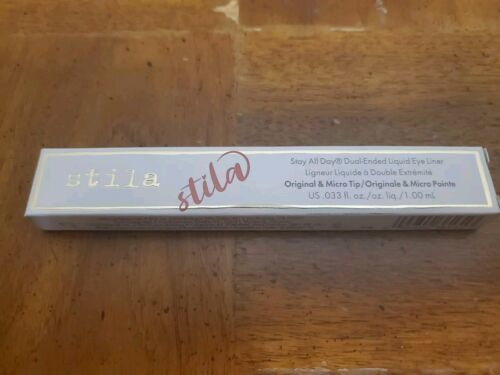 stila
stila
Stay All Day® Dual-Ended Liquid Eye Liner
Ligneur Liquide à Double Extrémité
Original & Micro Tip/Originale & Micro Pointe
US .033 fl. oz./oz. liq./1.00 mL